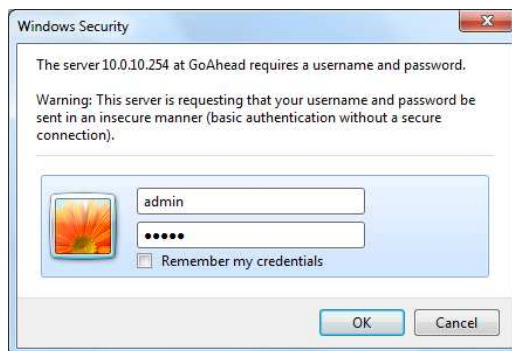 Windows Security
The server 10.0.10.254 at GoAhead requires a username and password.
Warning: This server is requesting that your username and password be
sent in an insecure manner (basic authentication without a secure
connection).
admin
•••••
Remember my credentials
OK
Cancel